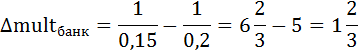 Δmult_банк = 1/0,15 − 1/0,2 = 6 2/3 − 5 = 1 2/3